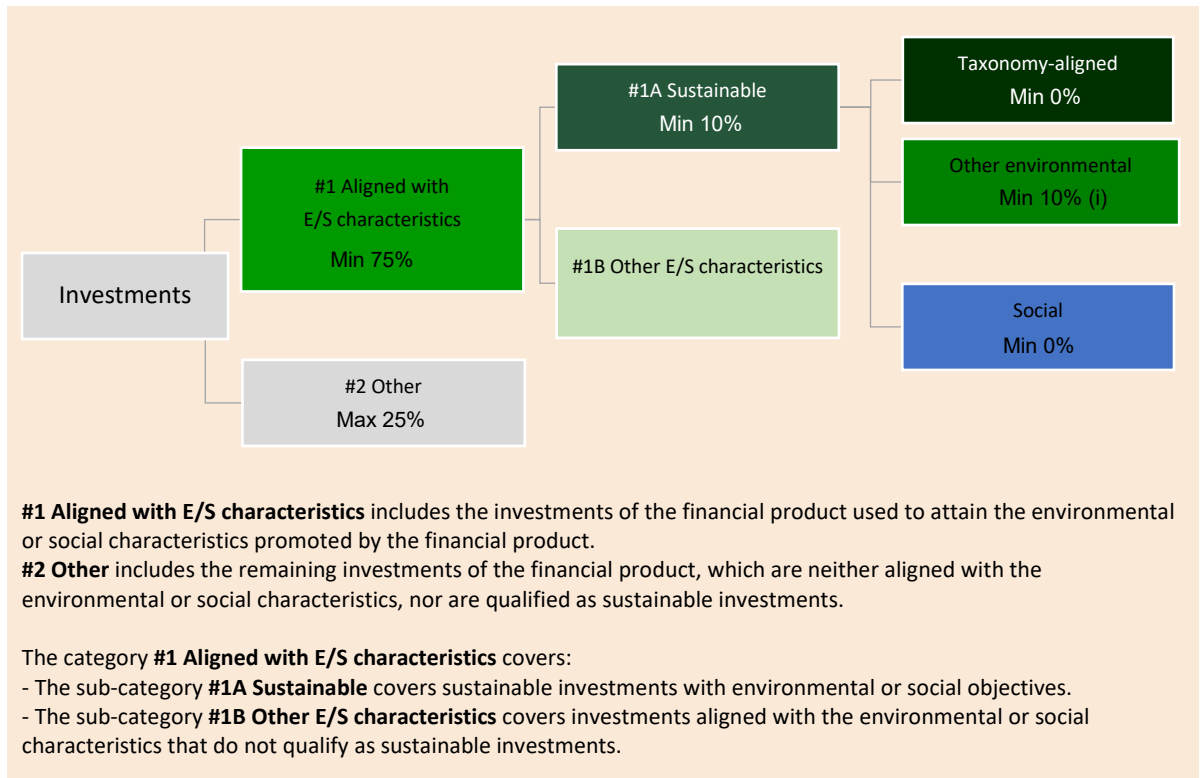 Investments
#1 Aligned with
E/S characteristics
Min 75%
#2 Other
Max 25%
#1A Sustainable
Min 10%
#1B Other E/S characteristics
Taxonomy-aligned
Min 0%
Other environmental
Min 10% (i)
Social
Min 0%
#1 Aligned with E/S characteristics includes the investments of the financial product used to attain the environmental
or social characteristics promoted by the financial product.
#2 Other includes the remaining investments of the financial product, which are neither aligned with the
environmental or social characteristics, nor are qualified as sustainable investments.
The category #1 Aligned with E/S characteristics covers:
- The sub-category #1A Sustainable covers sustainable investments with environmental or social objectives.
- The sub-category #1B Other E/S characteristics covers investments aligned with the environmental or social
characteristics that do not qualify as sustainable investments.